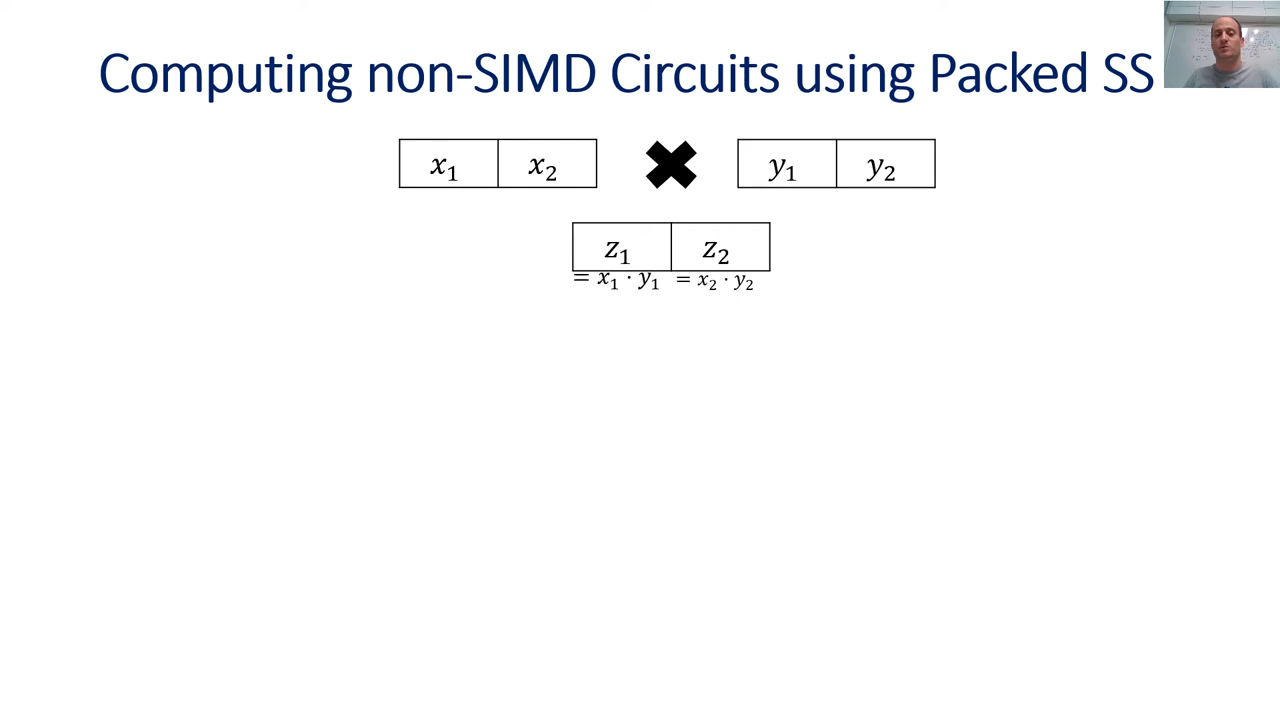 Computing non-SIMD Circuits using Packed SS
x₁ x₂ ✖ y₁ y₂
z₁ z₂
= x₁ · y₁ = x₂ · y₂